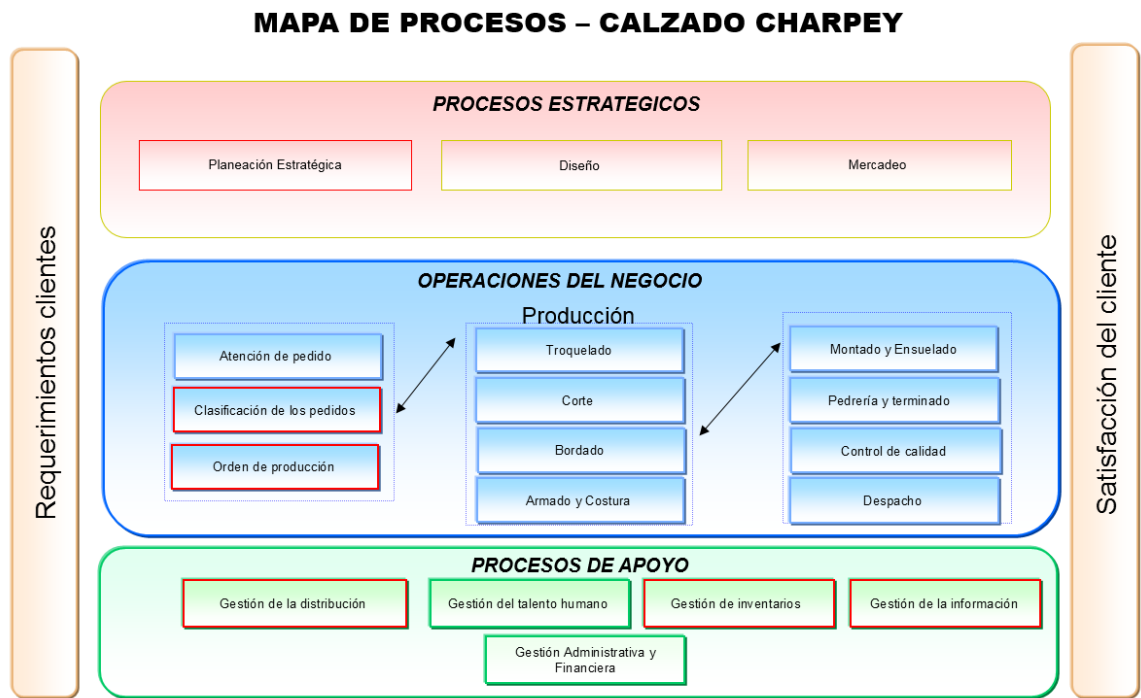 MAPA DE PROCESOS – CALZADO CHARPEY
Requerimientos clientes
PROCESOS ESTRATEGICOS
Planeación Estratégica
Diseño
Mercadeo
OPERACIONES DEL NEGOCIO
Producción
Atención de pedido
Clasificación de los pedidos
Orden de producción
Troquelado
Corte
Bordado
Armado y Costura
Montado y Ensuelado
Pedrería y terminado
Control de calidad
Despacho
PROCESOS DE APOYO
Gestión de la distribución
Gestión del talento humano
Gestión de inventarios
Gestión de la información
Gestión Administrativa y
Financiera
Satisfacción del cliente